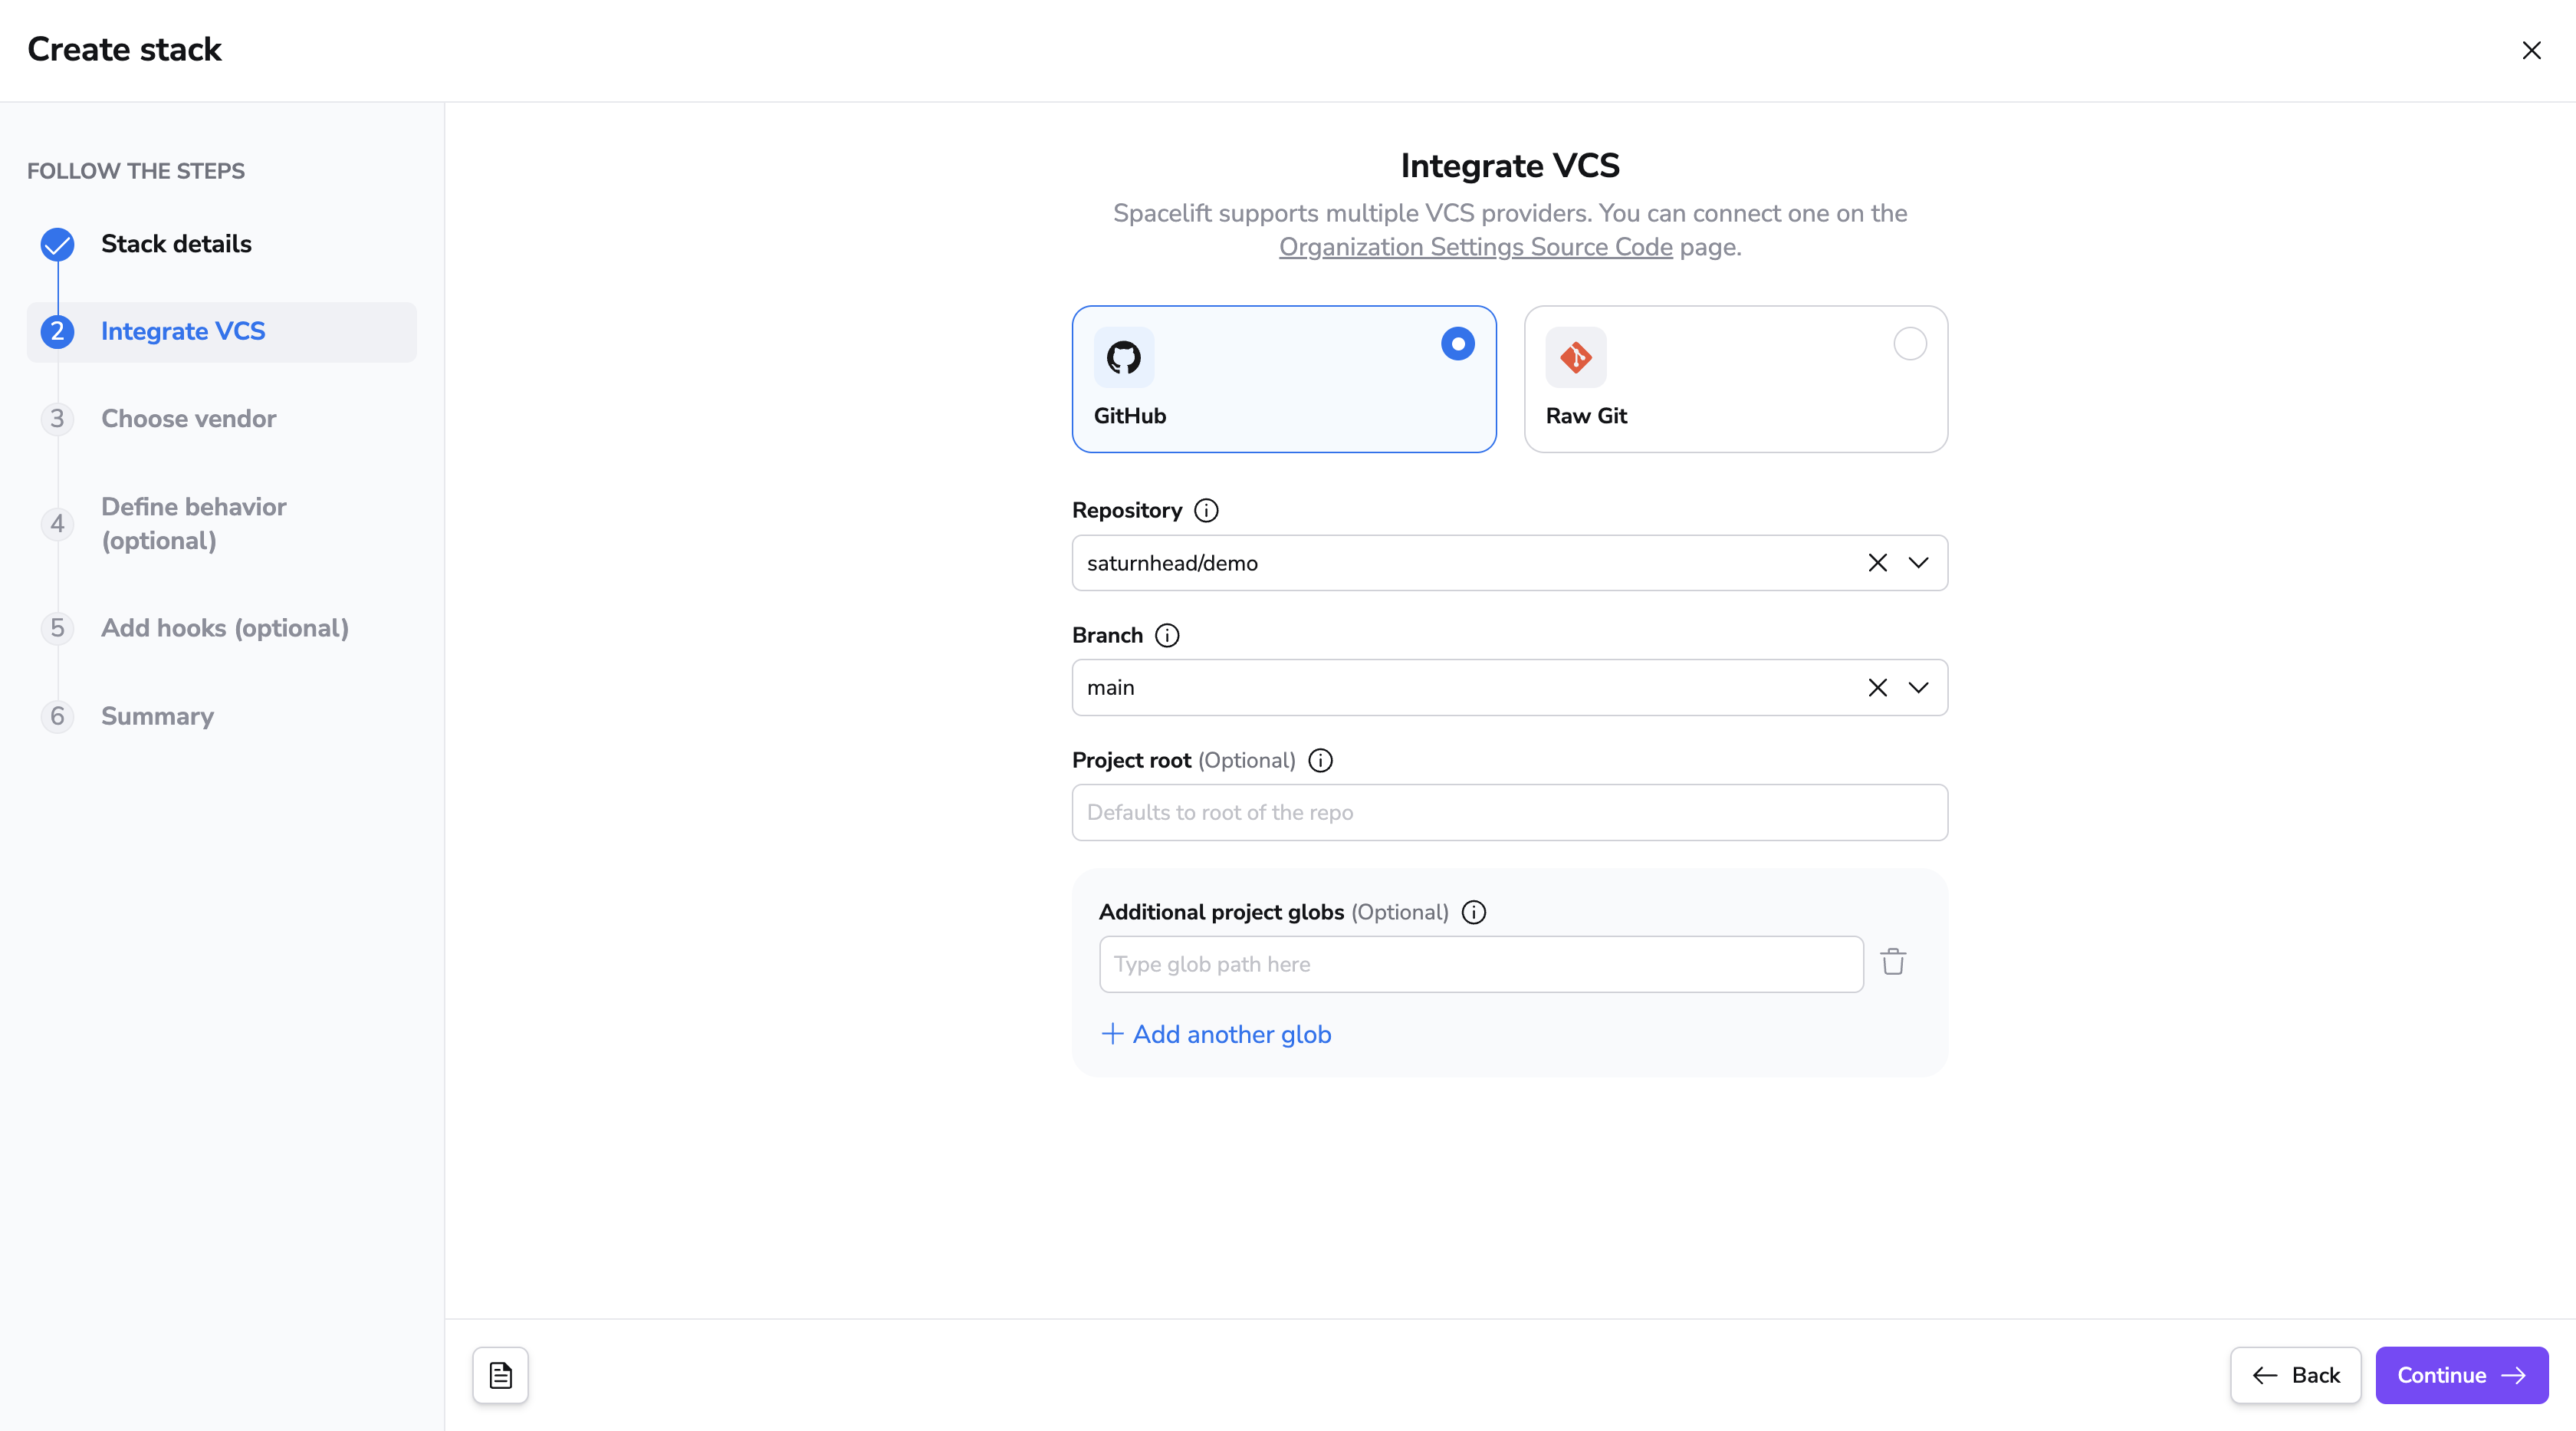 Create stack
FOLLOW THE STEPS
Stack details
2 Integrate VCS
3 Choose vendor
4 Define behavior
(optional)
5 Add hooks (optional)
6 Summary
Integrate VCS
Spacelift supports multiple VCS providers. You can connect one on the
Organization Settings Source Code page.
GitHub
Raw Git
Repository
saturnhead/demo
Branch
main
Project root (Optional)
Defaults to root of the repo
Additional project globs (Optional)
Type glob path here
Add another glob
Back
Continue